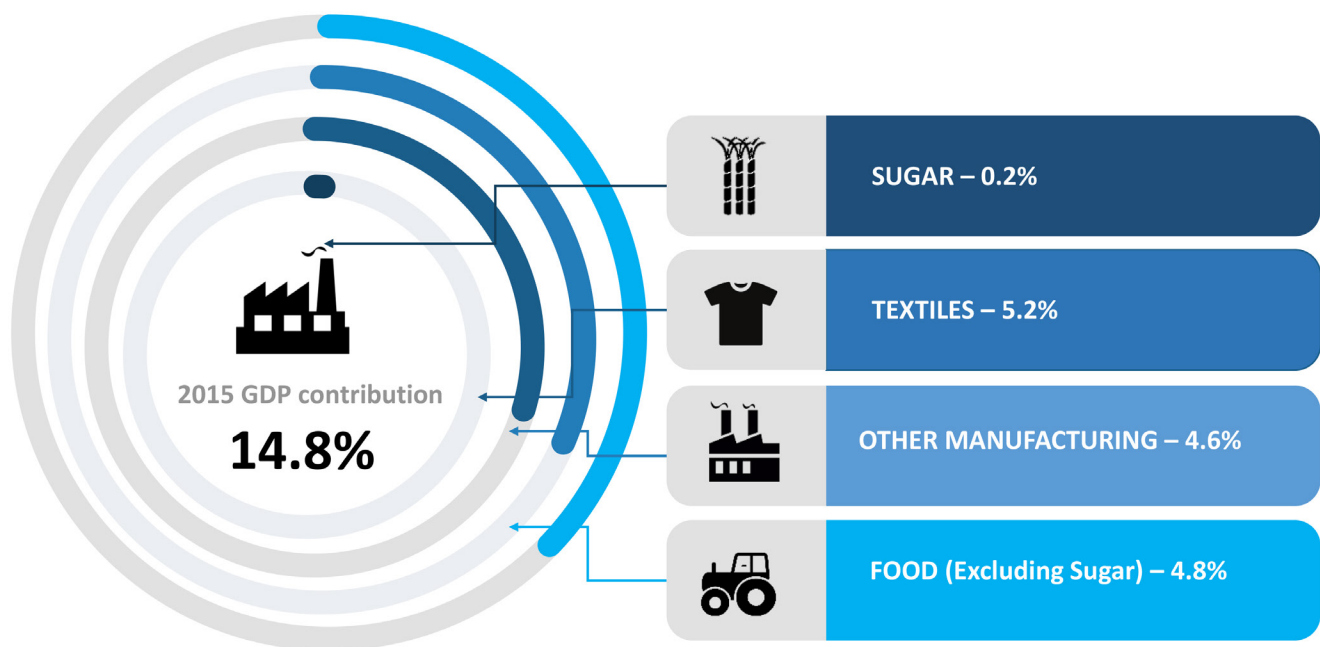 2015 GDP contribution
14.8%
SUGAR – 0.2%
TEXTILES – 5.2%
OTHER MANUFACTURING – 4.6%
FOOD (Excluding Sugar) – 4.8%